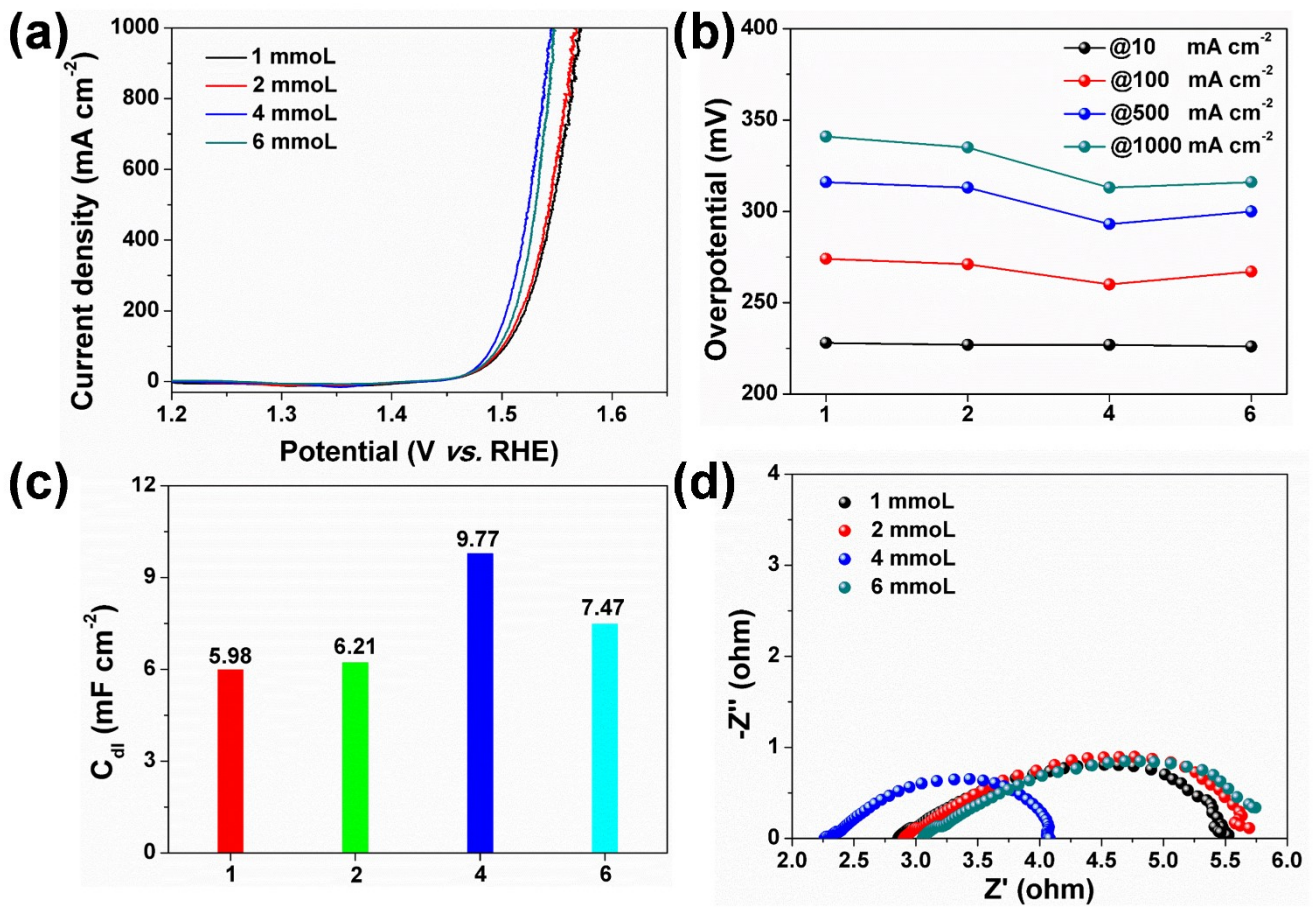 (a)
1000
800
600
400
200
0
Current density (mA cm-2)
1 mmoL
2 mmoL
4 mmoL
6 mmoL
1.2 1.3 1.4 1.5 1.6
Potential (V vs. RHE)
(b)
400
350
300
250
200
Overpotential (mV)
@10 mA cm-2
@100 mA cm-2
@500 mA cm-2
@1000 mA cm-2
1 2 4 6
(c)
12
9
6
3
0
Cdl (mF cm-2)
5.98
6.21
9.77
7.47
1 2 4 6
(d)
4
3
2
1
0
-Z'' (ohm)
1 mmoL
2 mmoL
4 mmoL
6 mmoL
2.0 2.5 3.0 3.5 4.0 4.5 5.0 5.5 6.0
Z' (ohm)